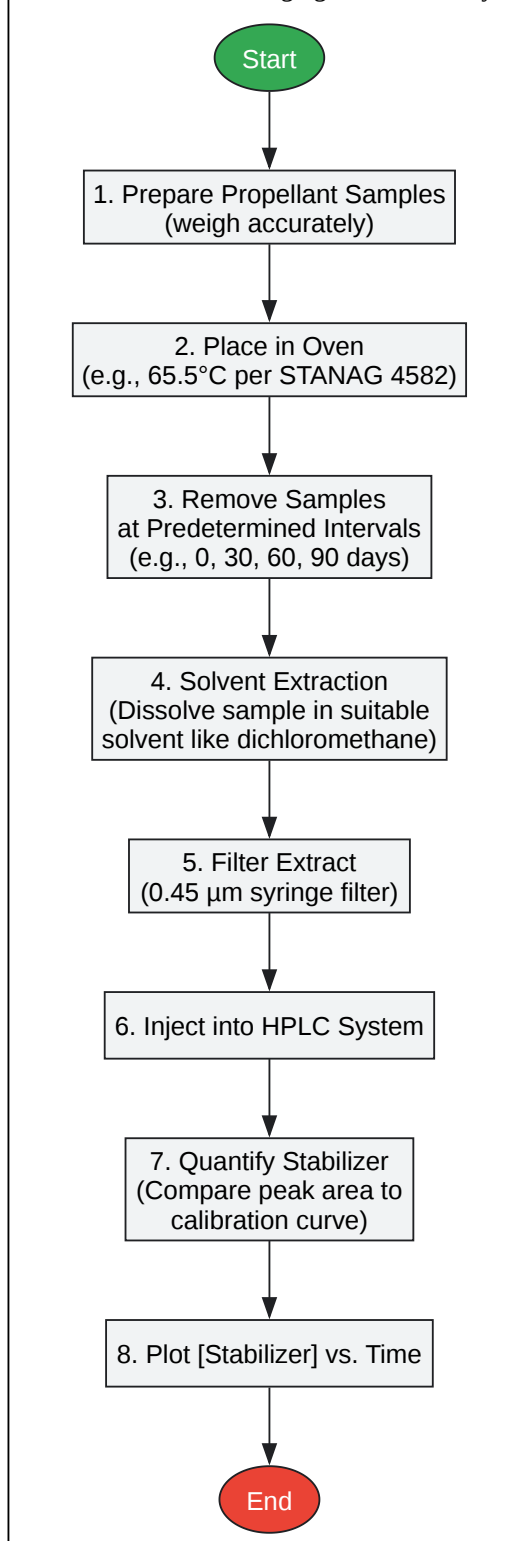 Start
1. Prepare Propellant Samples
(weigh accurately)
2. Place in Oven
(e.g., 65.5°C per STANAG 4582)
3. Remove Samples
at Predetermined Intervals
(e.g., 0, 30, 60, 90 days)
4. Solvent Extraction
(Dissolve sample in suitable
solvent like dichloromethane)
5. Filter Extract
(0.45 µm syringe filter)
6. Inject into HPLC System
7. Quantify Stabilizer
(Compare peak area to
calibration curve)
8. Plot [Stabilizer] vs. Time
End